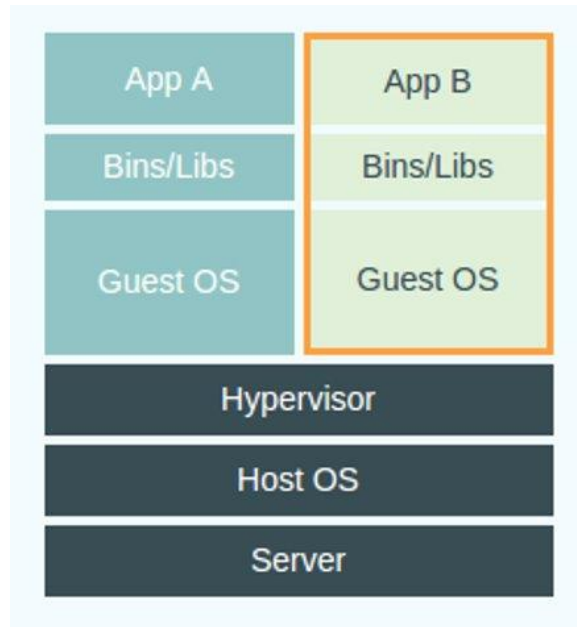 App A
App B
Bins/Libs
Bins/Libs
Guest OS
Guest OS
Hypervisor
Host OS
Server